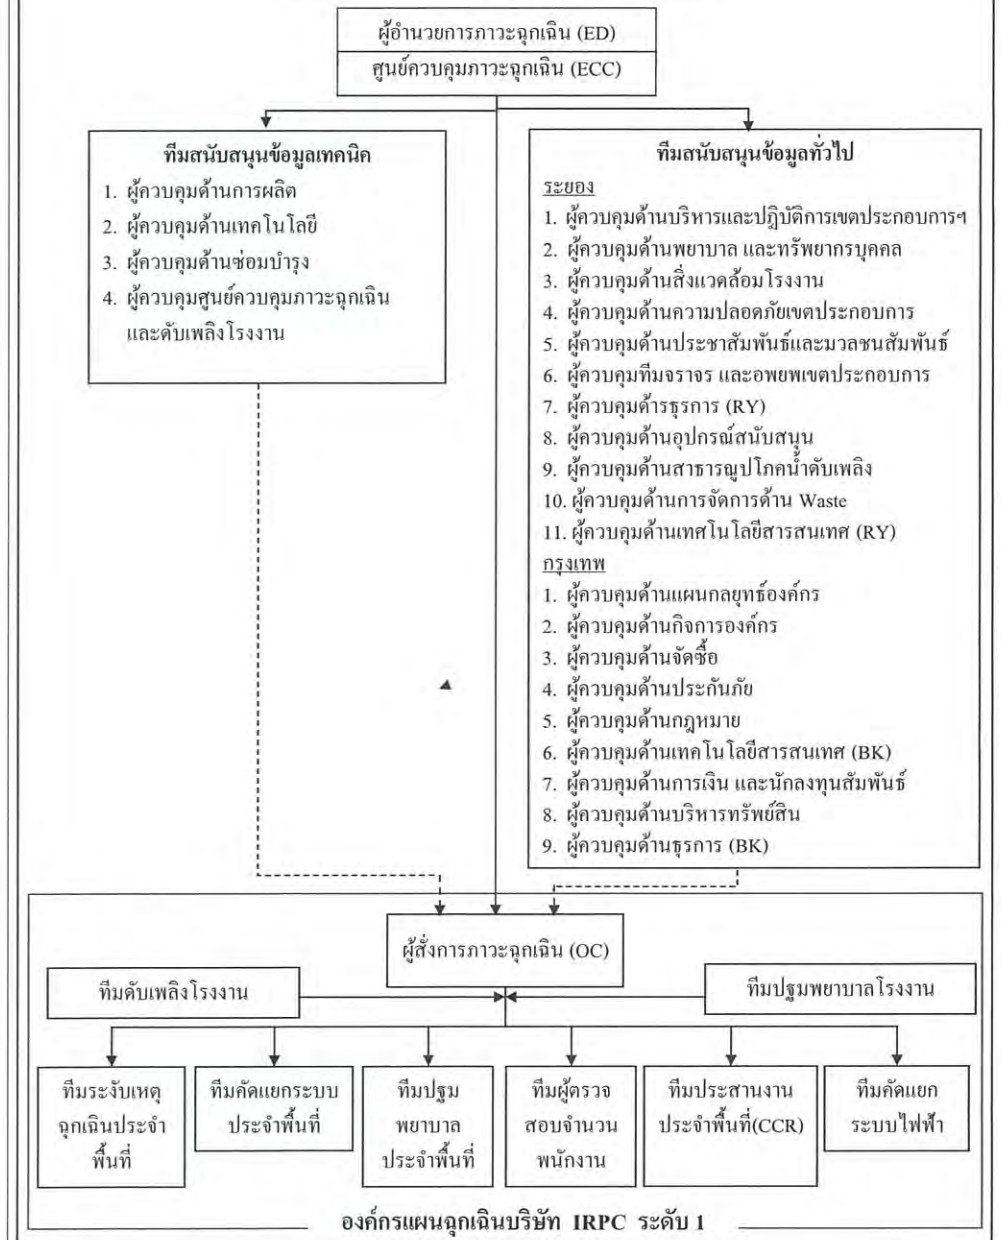 ผู้อำนวยการภาวะฉุกเฉิน (ED)
ศูนย์ควบคุมภาวะฉุกเฉิน (ECC)
ทีมสนับสนุนข้อมูลเทคนิค
1. ผู้ควบคุมด้านการผลิต
2. ผู้ควบคุมด้านเทคโนโลยี
3. ผู้ควบคุมด้านซ่อมบำรุง
4. ผู้ควบคุมศูนย์ควบคุมภาวะฉุกเฉิน
และดับเพลิงโรงงาน
ทีมสนับสนุนข้อมูลทั่วไป
ระยอง
1. ผู้ควบคุมด้านบริหารและปฏิบัติการเขตประกอบการฯ
2. ผู้ควบคุมด้านพยาบาล และทรัพยากรบุคคล
3. ผู้ควบคุมด้านสิ่งแวดล้อมโรงงาน
4. ผู้ควบคุมด้านความปลอดภัยเขตประกอบการ
5. ผู้ควบคุมด้านประชาสัมพันธ์และมวลชนสัมพันธ์
6. ผู้ควบคุมทีมจราจร และอพยพเขตประกอบการ
7. ผู้ควบคุมด้ารธุรการ (RY)
8. ผู้ควบคุมด้านอุปกรณ์สนับสนุน
9. ผู้ควบคุมด้านสาธารณูปโภคน้ำดับเพลิง
10. ผู้ควบคุมด้านการจัดการด้าน Waste
11. ผู้ควบคุมด้านเทศโนโลยีสารสนเทศ (RY)
กรุงเทพ
1. ผู้ควบคุมด้านแผนกลยุทธ์องค์กร
2. ผู้ควบคุมด้านกิจการองค์กร
3. ผู้ควบคุมด้านจัดซื้อ
4. ผู้ควบคุมด้านประกันภัย
5. ผู้ควบคุมด้านกฎหมาย
6. ผู้ควบคุมด้านเทคโนโลยีสารสนเทศ (BK)
7. ผู้ควบคุมด้านการเงิน และนักลงทุนสัมพันธ์
8. ผู้ควบคุมด้านบริหารทรัพย์สิน
9. ผู้ควบคุมด้านธุรการ (BK)
ผู้สั่งการภาวะฉุกเฉิน (OC)
ทีมดับเพลิงโรงงาน
ทีมปฐมพยาบาลโรงงาน
ทีมระงับเหตุ
ฉุกเฉินประจำ
พื้นที่
ทีมคัดแยกระบบ
ประจำพื้นที่
ทีมปฐม
พยาบาล
ประจำพื้นที่
ทีมผู้ตรวจ
สอบจำนวน
พนักงาน
ทีมประสานงาน
ประจำพื้นที่(CCR)
ทีมคัดแยก
ระบบไฟฟ้า
องค์กรแผนฉุกเฉินบริษัท IRPC ระดับ 1